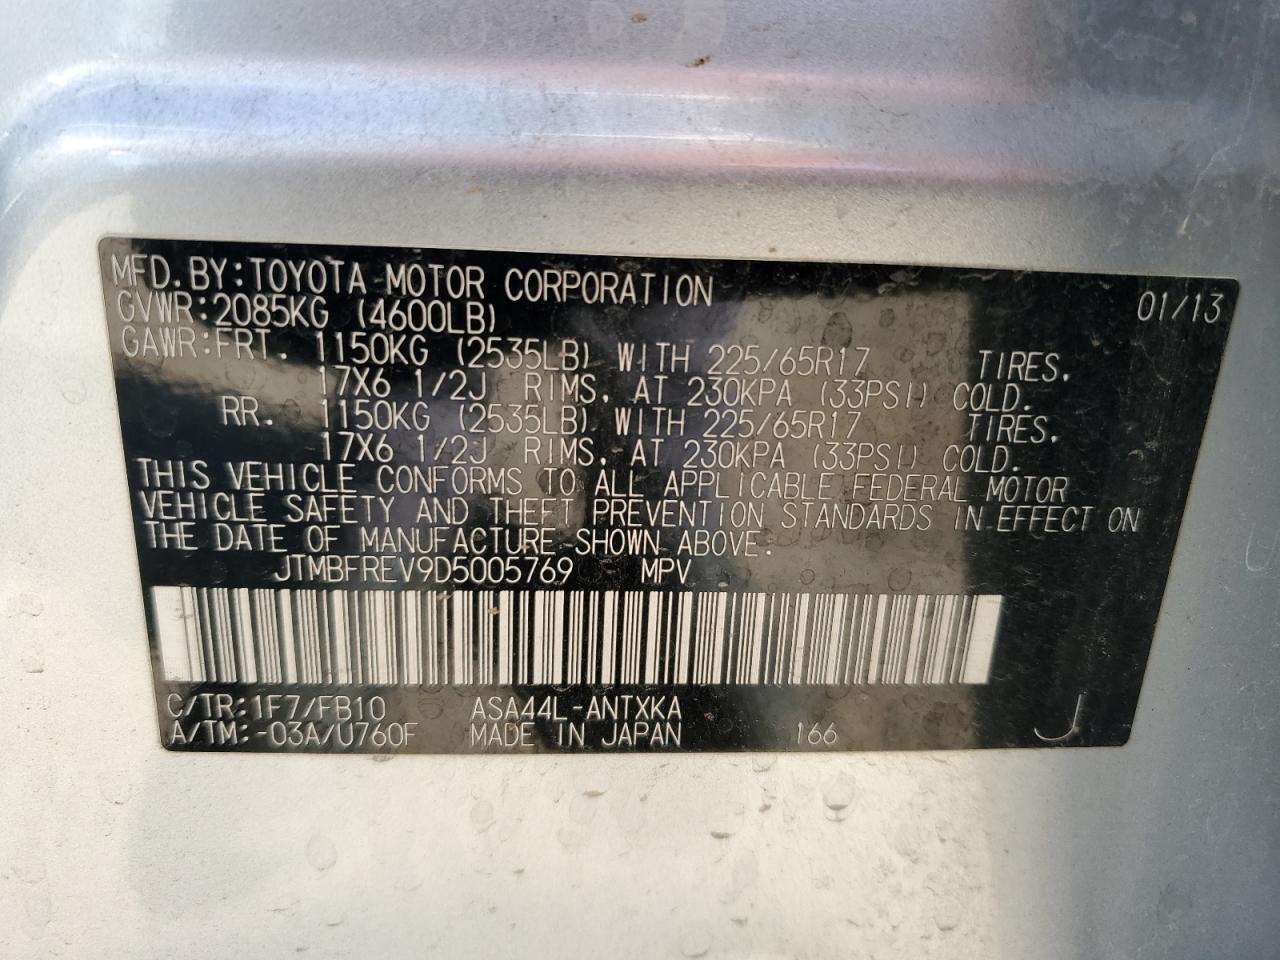 MFD. BY: TOYOTA MOTOR CORPORATION 01/13
GVWR: 2085KG (4600LB)
GAWR: FRT. 1150KG (2535LB) WITH 225/65R17 TIRES.
17X6 1/2J RIMS, AT 230KPA (33PSI) COLD.
RR. 1150KG (2535LB) WITH 225/65R17 TIRES.
17X6 1/2J RIMS, AT 230KPA (33PSI) COLD.
THIS VEHICLE CONFORMS TO ALL APPLICABLE FEDERAL MOTOR
VEHICLE SAFETY AND THEFT PREVENTION STANDARDS IN EFFECT ON
THE DATE OF MANUFACTURE SHOWN ABOVE.
JTMBFREV9D5005769 MPV
C/TR: 1F7/FB10 ASA44L-ANTXKA
A/TM: -03A/U760F MADE IN JAPAN 166 J